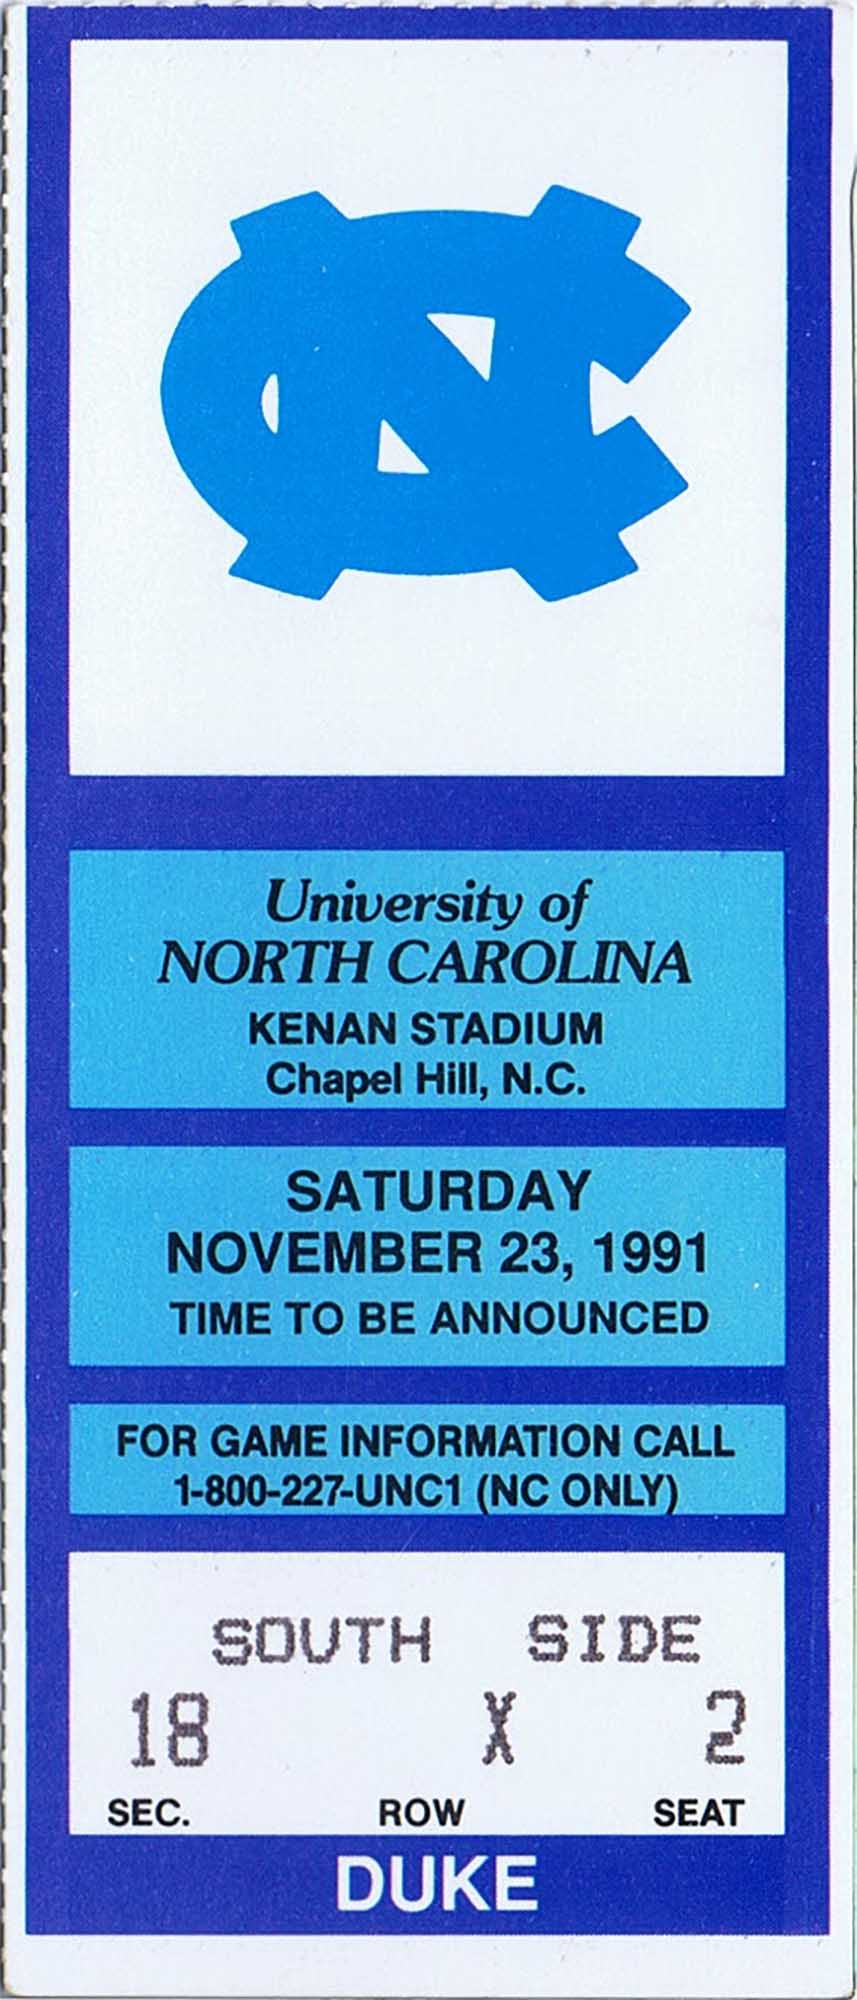 NC
University of
NORTH CAROLINA
KENAN STADIUM
Chapel Hill, N.C.
SATURDAY
NOVEMBER 23, 1991
TIME TO BE ANNOUNCED
FOR GAME INFORMATION CALL
1-800-227-UNC1 (NC ONLY)
SOUTH SIDE
18 X 2
SEC. ROW SEAT
DUKE